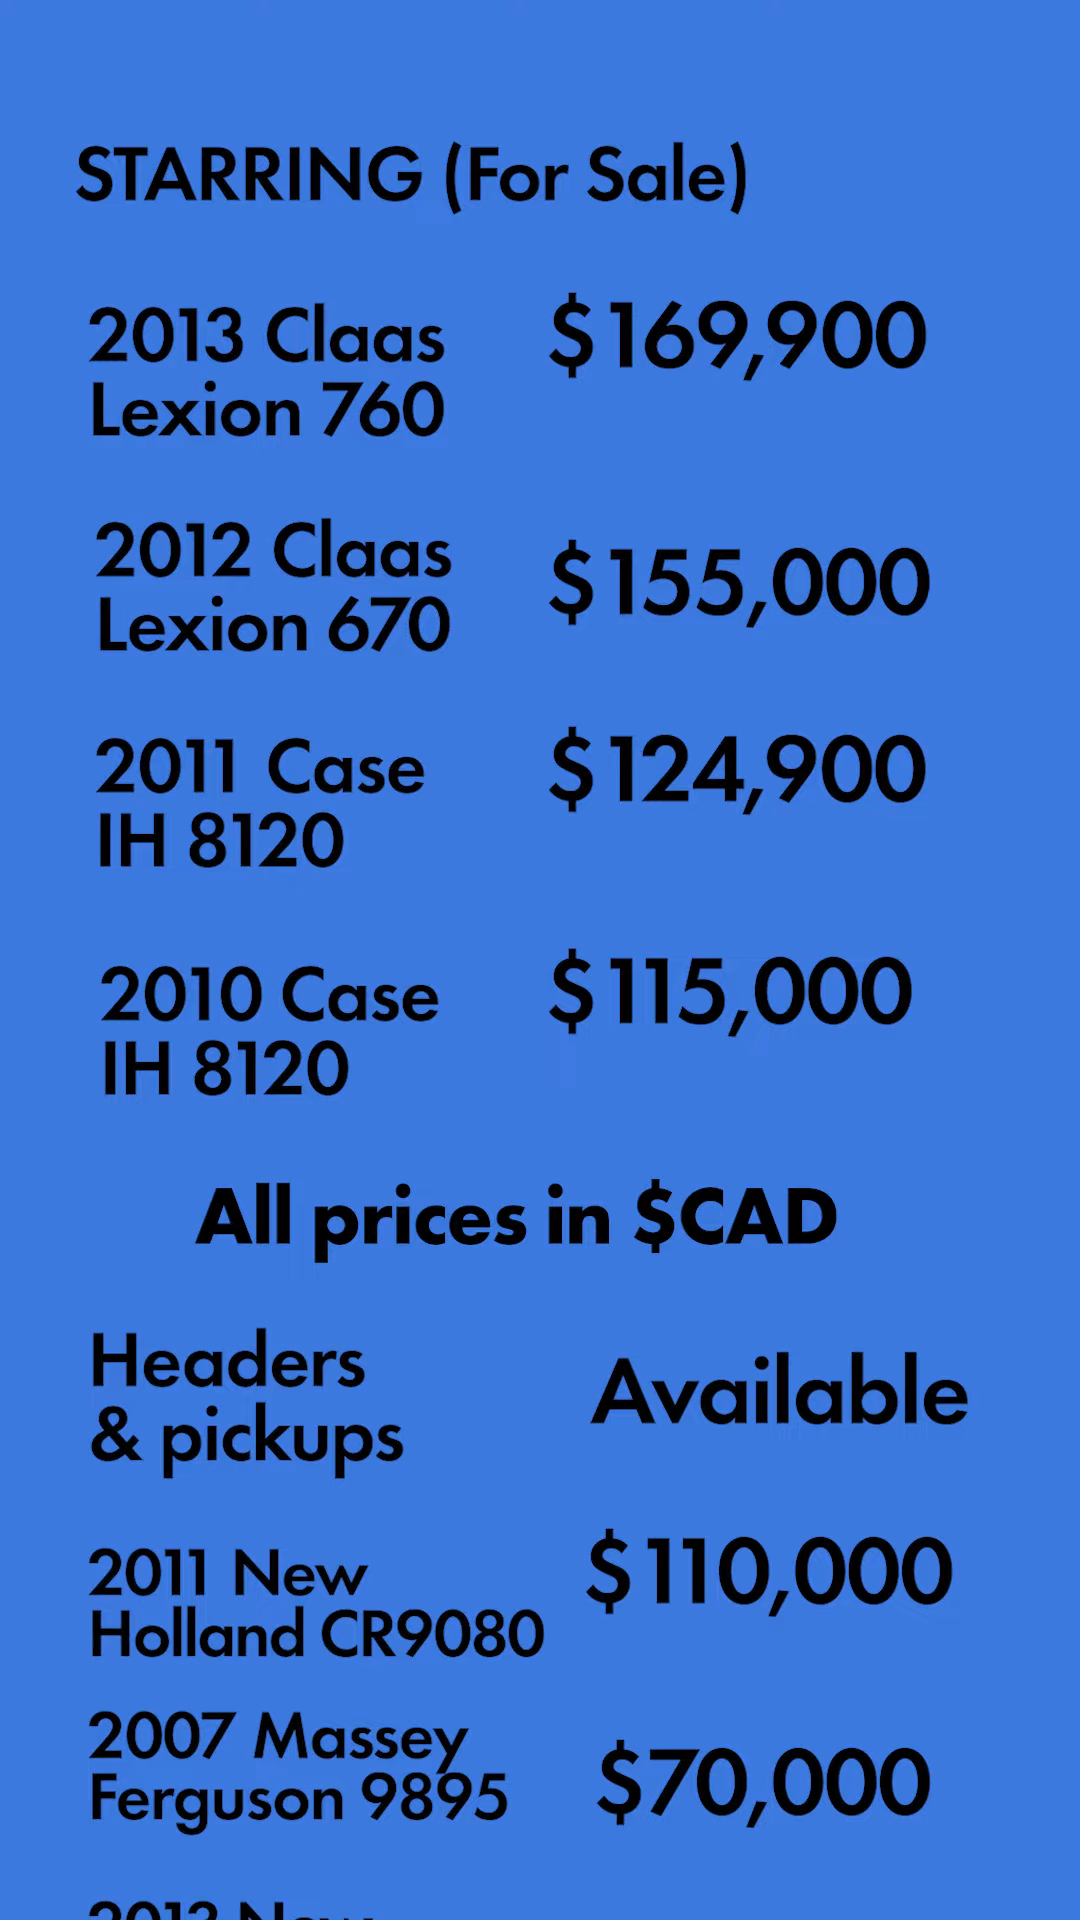 STARRING (For Sale)
2013 Claas
Lexion 760
$169,900
2012 Claas
Lexion 670
$155,000
2011 Case
IH 8120
$124,900
2010 Case
IH 8120
$115,000
All prices in $CAD
Headers
& pickups
Available
2011 New
Holland CR9080
$110,000
2007 Massey
Ferguson 9895
$70,000